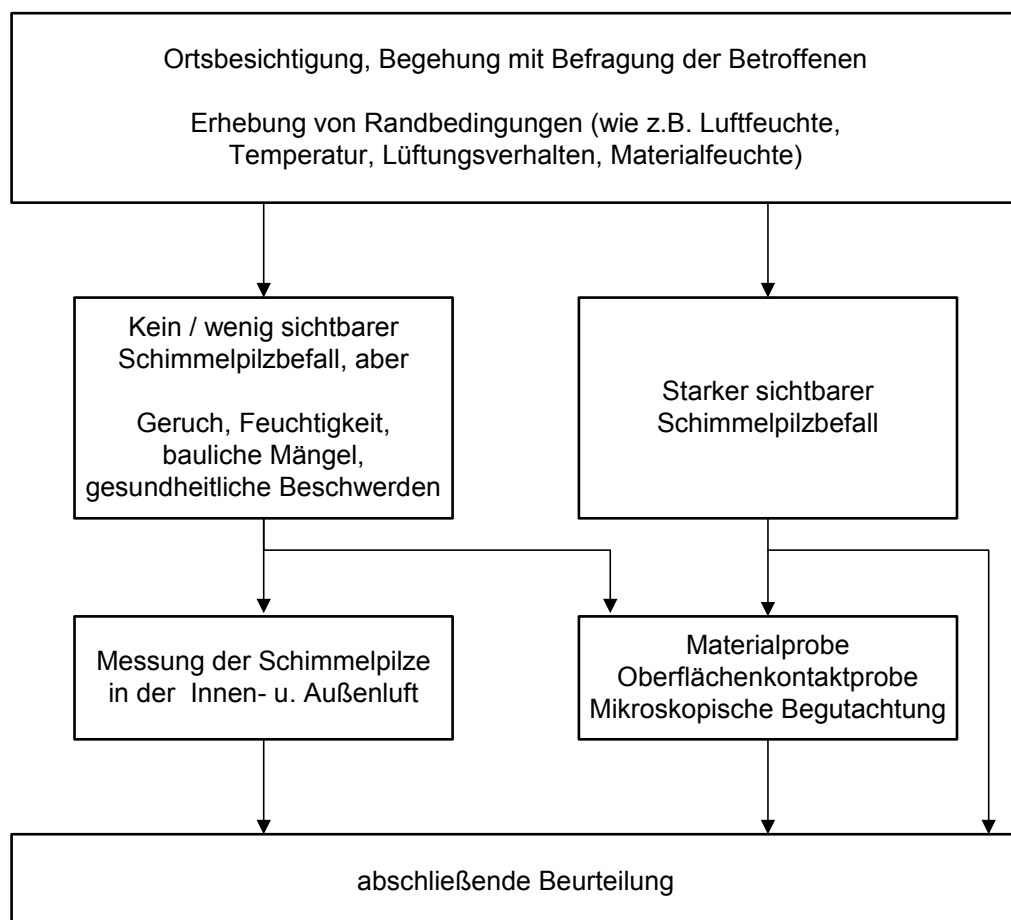 Ortsbesichtigung, Begehung mit Befragung der Betroffenen
Erhebung von Randbedingungen (wie z.B. Luftfeuchte,
Temperatur, Lüftungsverhalten, Materialfeuchte)
Kein / wenig sichtbarer
Schimmelpilzbefall, aber
Geruch, Feuchtigkeit,
bauliche Mängel,
gesundheitliche Beschwerden
Starker sichtbarer
Schimmelpilzbefall
Messung der Schimmelpilze
in der Innen- u. Außenluft
Materialprobe
Oberflächenkontaktprobe
Mikroskopische Begutachtung
abschließende Beurteilung